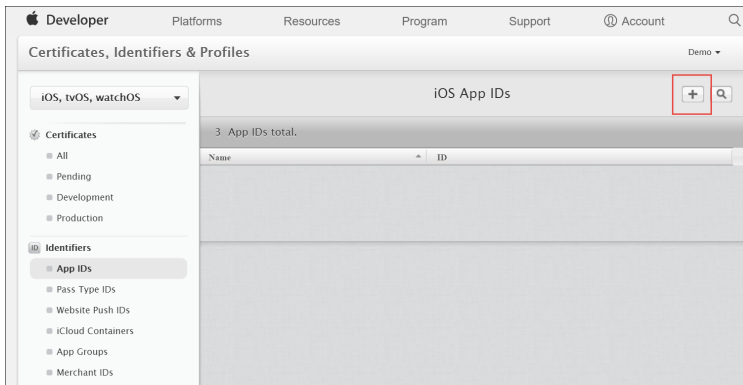 Developer Platforms Resources Program Support Account
Certificates, Identifiers & Profiles Demo
iOS, tvOS, watchOS iOS App IDs
3 App IDs total.
Certificates
Name ID
All
Pending
Development
Production
ID Identifiers
App IDs
Pass Type IDs
Website Push IDs
iCloud Containers
App Groups
Merchant IDs